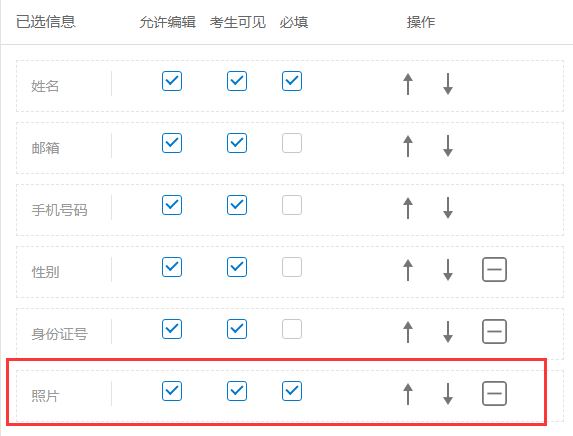 已选信息 允许编辑 考生可见 必填 操作
姓名
邮箱
手机号码
性别
身份证号
照片